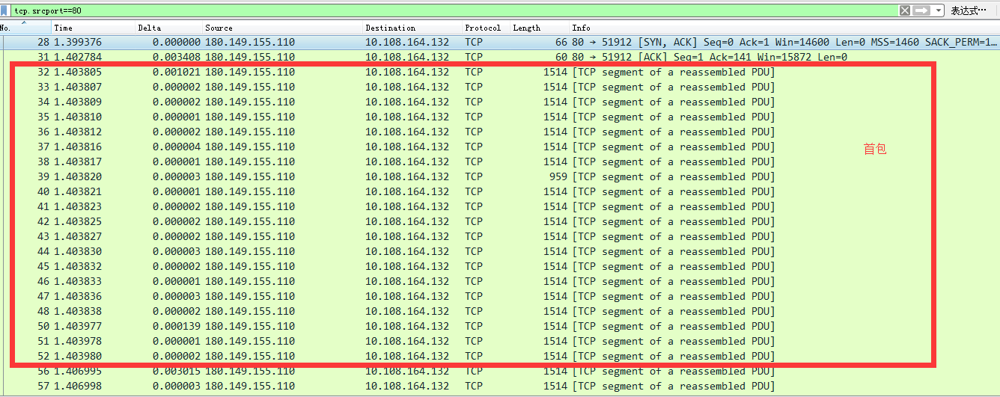 tcp.srcport==80 表达式…
No. Time Delta Source Destination Protocol Length Info
28 1.399376 0.000000 180.149.155.110 10.108.164.132 TCP 66 80 → 51912 [SYN, ACK] Seq=0 Ack=1 Win=14600 Len=0 MSS=1460 SACK_PERM=1…
31 1.402784 0.003408 180.149.155.110 10.108.164.132 TCP 60 80 → 51912 [ACK] Seq=1 Ack=141 Win=15872 Len=0
32 1.403805 0.001021 180.149.155.110 10.108.164.132 TCP 1514 [TCP segment of a reassembled PDU]
33 1.403807 0.000002 180.149.155.110 10.108.164.132 TCP 1514 [TCP segment of a reassembled PDU]
34 1.403809 0.000002 180.149.155.110 10.108.164.132 TCP 1514 [TCP segment of a reassembled PDU]
35 1.403810 0.000001 180.149.155.110 10.108.164.132 TCP 1514 [TCP segment of a reassembled PDU]
36 1.403812 0.000002 180.149.155.110 10.108.164.132 TCP 1514 [TCP segment of a reassembled PDU]
37 1.403816 0.000004 180.149.155.110 10.108.164.132 TCP 1514 [TCP segment of a reassembled PDU]
首包
38 1.403817 0.000001 180.149.155.110 10.108.164.132 TCP 1514 [TCP segment of a reassembled PDU]
39 1.403820 0.000003 180.149.155.110 10.108.164.132 TCP 959 [TCP segment of a reassembled PDU]
40 1.403821 0.000001 180.149.155.110 10.108.164.132 TCP 1514 [TCP segment of a reassembled PDU]
41 1.403823 0.000002 180.149.155.110 10.108.164.132 TCP 1514 [TCP segment of a reassembled PDU]
42 1.403825 0.000002 180.149.155.110 10.108.164.132 TCP 1514 [TCP segment of a reassembled PDU]
43 1.403827 0.000002 180.149.155.110 10.108.164.132 TCP 1514 [TCP segment of a reassembled PDU]
44 1.403830 0.000003 180.149.155.110 10.108.164.132 TCP 1514 [TCP segment of a reassembled PDU]
45 1.403832 0.000002 180.149.155.110 10.108.164.132 TCP 1514 [TCP segment of a reassembled PDU]
46 1.403833 0.000001 180.149.155.110 10.108.164.132 TCP 1514 [TCP segment of a reassembled PDU]
47 1.403836 0.000003 180.149.155.110 10.108.164.132 TCP 1514 [TCP segment of a reassembled PDU]
48 1.403838 0.000002 180.149.155.110 10.108.164.132 TCP 1514 [TCP segment of a reassembled PDU]
50 1.403977 0.000139 180.149.155.110 10.108.164.132 TCP 1514 [TCP segment of a reassembled PDU]
51 1.403978 0.000001 180.149.155.110 10.108.164.132 TCP 1514 [TCP segment of a reassembled PDU]
52 1.403980 0.000002 180.149.155.110 10.108.164.132 TCP 1514 [TCP segment of a reassembled PDU]
56 1.406995 0.003015 180.149.155.110 10.108.164.132 TCP 1514 [TCP segment of a reassembled PDU]
57 1.406998 0.000003 180.149.155.110 10.108.164.132 TCP 1514 [TCP segment of a reassembled PDU]